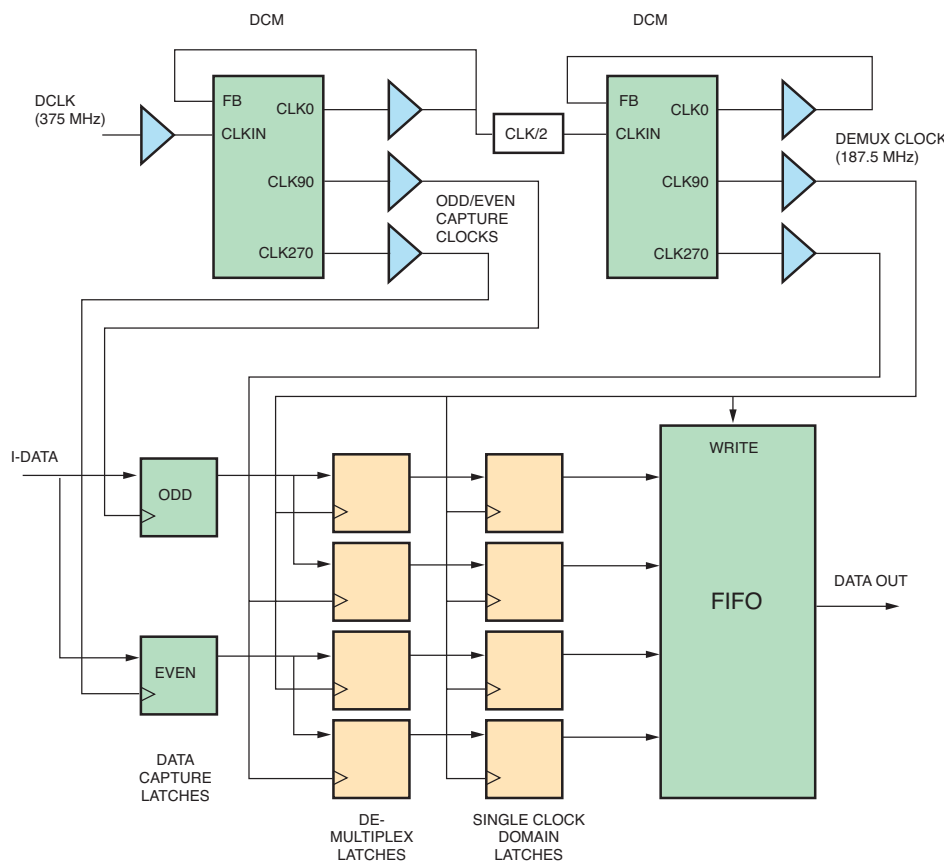 DCM
DCM
DCLK
(375 MHz)
FB
CLK0
CLKIN
CLK90
CLK270
CLK/2
FB
CLK0
CLKIN
CLK90
CLK270
DEMUX CLOCK
(187.5 MHz)
ODD/EVEN
CAPTURE
CLOCKS
I-DATA
ODD
EVEN
WRITE
FIFO
DATA OUT
DATA
CAPTURE
LATCHES
DE-
MULTIPLEX
LATCHES
SINGLE CLOCK
DOMAIN
LATCHES